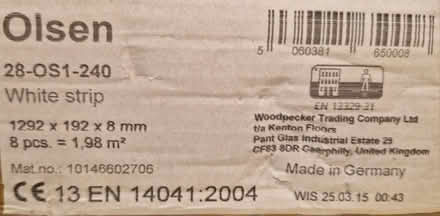 Olsen
28-OS1-240
White strip
1292 x 192 x 8 mm
8 pcs. = 1,98 m²
Mat.no.: 10146602706
CE 13 EN 14041:2004
5 060381 650008
EN 13329-31
Woodpecker Trading Company Ltd
t/a Kenton Floors
Pant Glas Industrial Estate 25
CF83 8DR Caerphilly, United Kingdom
Made in Germany
WIS 25.03.15 00:43